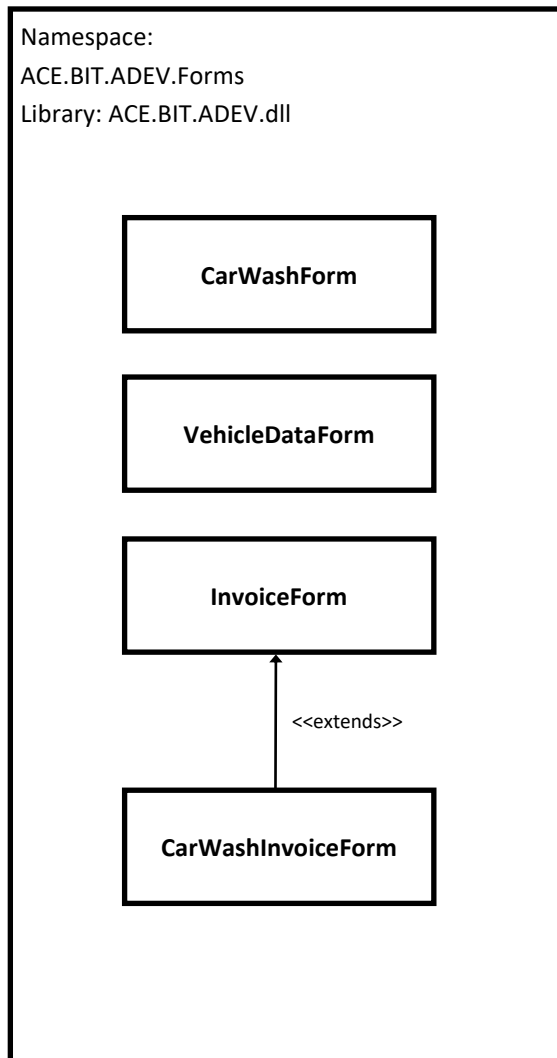 Namespace:
ACE.BIT.ADEV.Forms
Library: ACE.BIT.ADEV.dll
CarWashForm
VehicleDataForm
InvoiceForm
<<extends>>
CarWashInvoiceForm